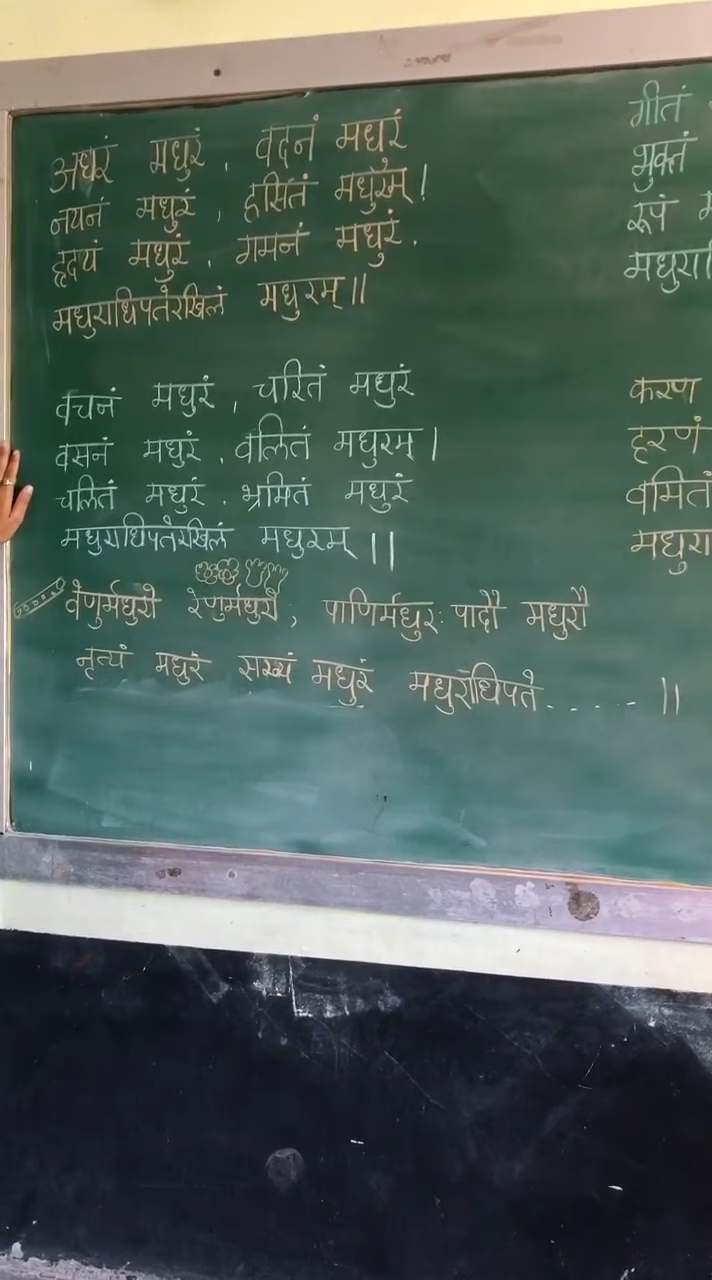 अधरं मधुरं, वदनं मधुरं
नयनं मधुरं, हसितं मधुरम्।
हृदयं मधुरं, गमनं मधुरं.
मधुराधिपतेरखिलं मधुरम्॥
वचनं मधुरं, चरितं मधुरं
वसनं मधुरं, वलितं मधुरम्।
चलितं मधुरं, भ्रमितं मधुरं
मधुराधिपतेरखिलं मधुरम्॥
वेणुर्मधुरो रेणुर्मधुरो, पाणिर्मधुरः पादौ मधुरौ
नृत्यं मधुरं सख्यं मधुरं मधुराधिपते..... ॥
गीतं
भुक्तं
रूपं
करण
हरणं
वमितं